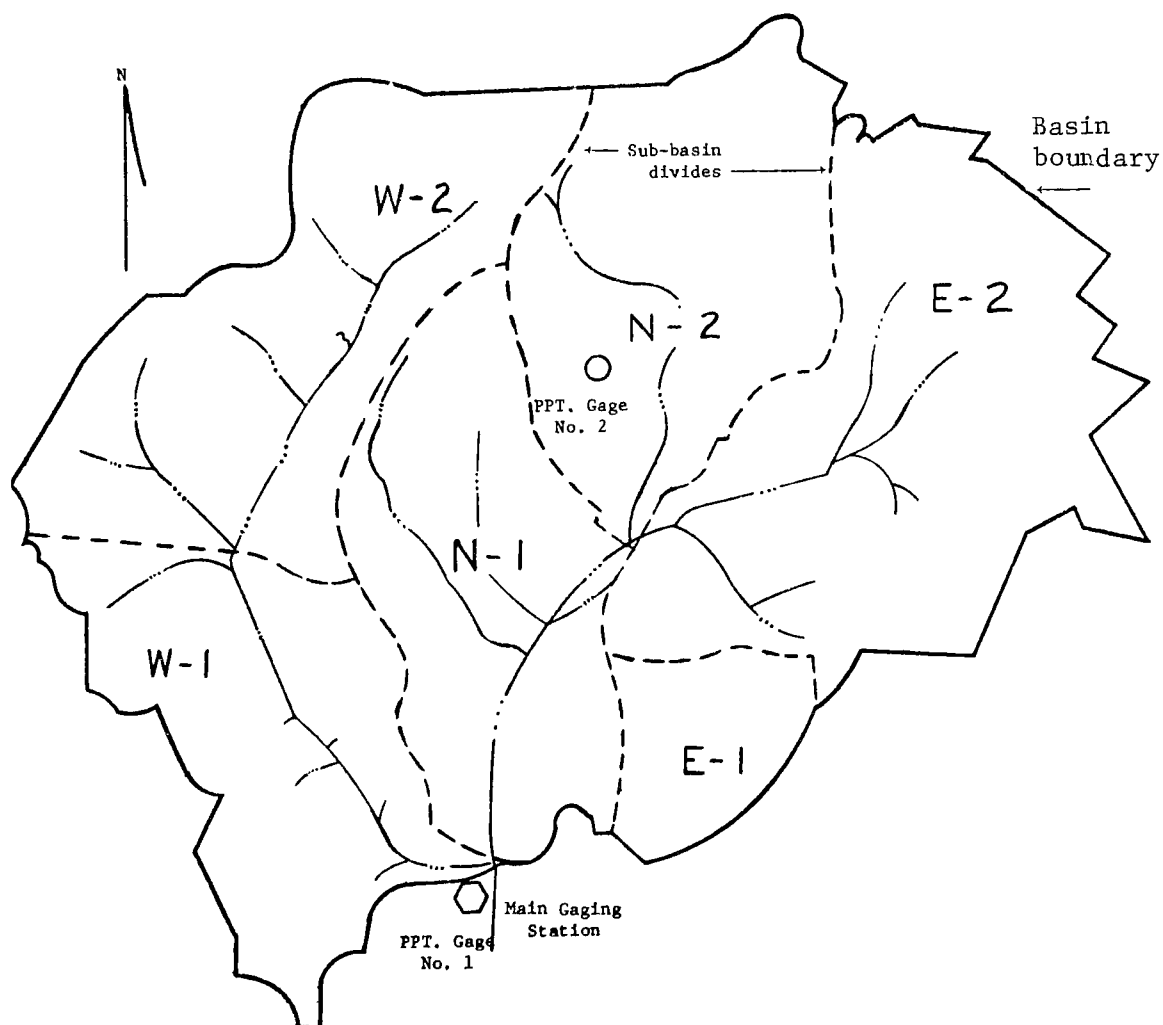 N
Sub-basin
divides
Basin
boundary
W-2
E-2
N-2
PPT. Gage
No. 2
N-1
W-1
E-1
Main Gaging
Station
PPT. Gage
No. 1